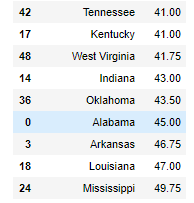 42 Tennessee 41.00
17 Kentucky 41.00
48 West Virginia 41.75
14 Indiana 43.00
36 Oklahoma 43.50
0 Alabama 45.00
3 Arkansas 46.75
18 Louisiana 47.00
24 Mississippi 49.75